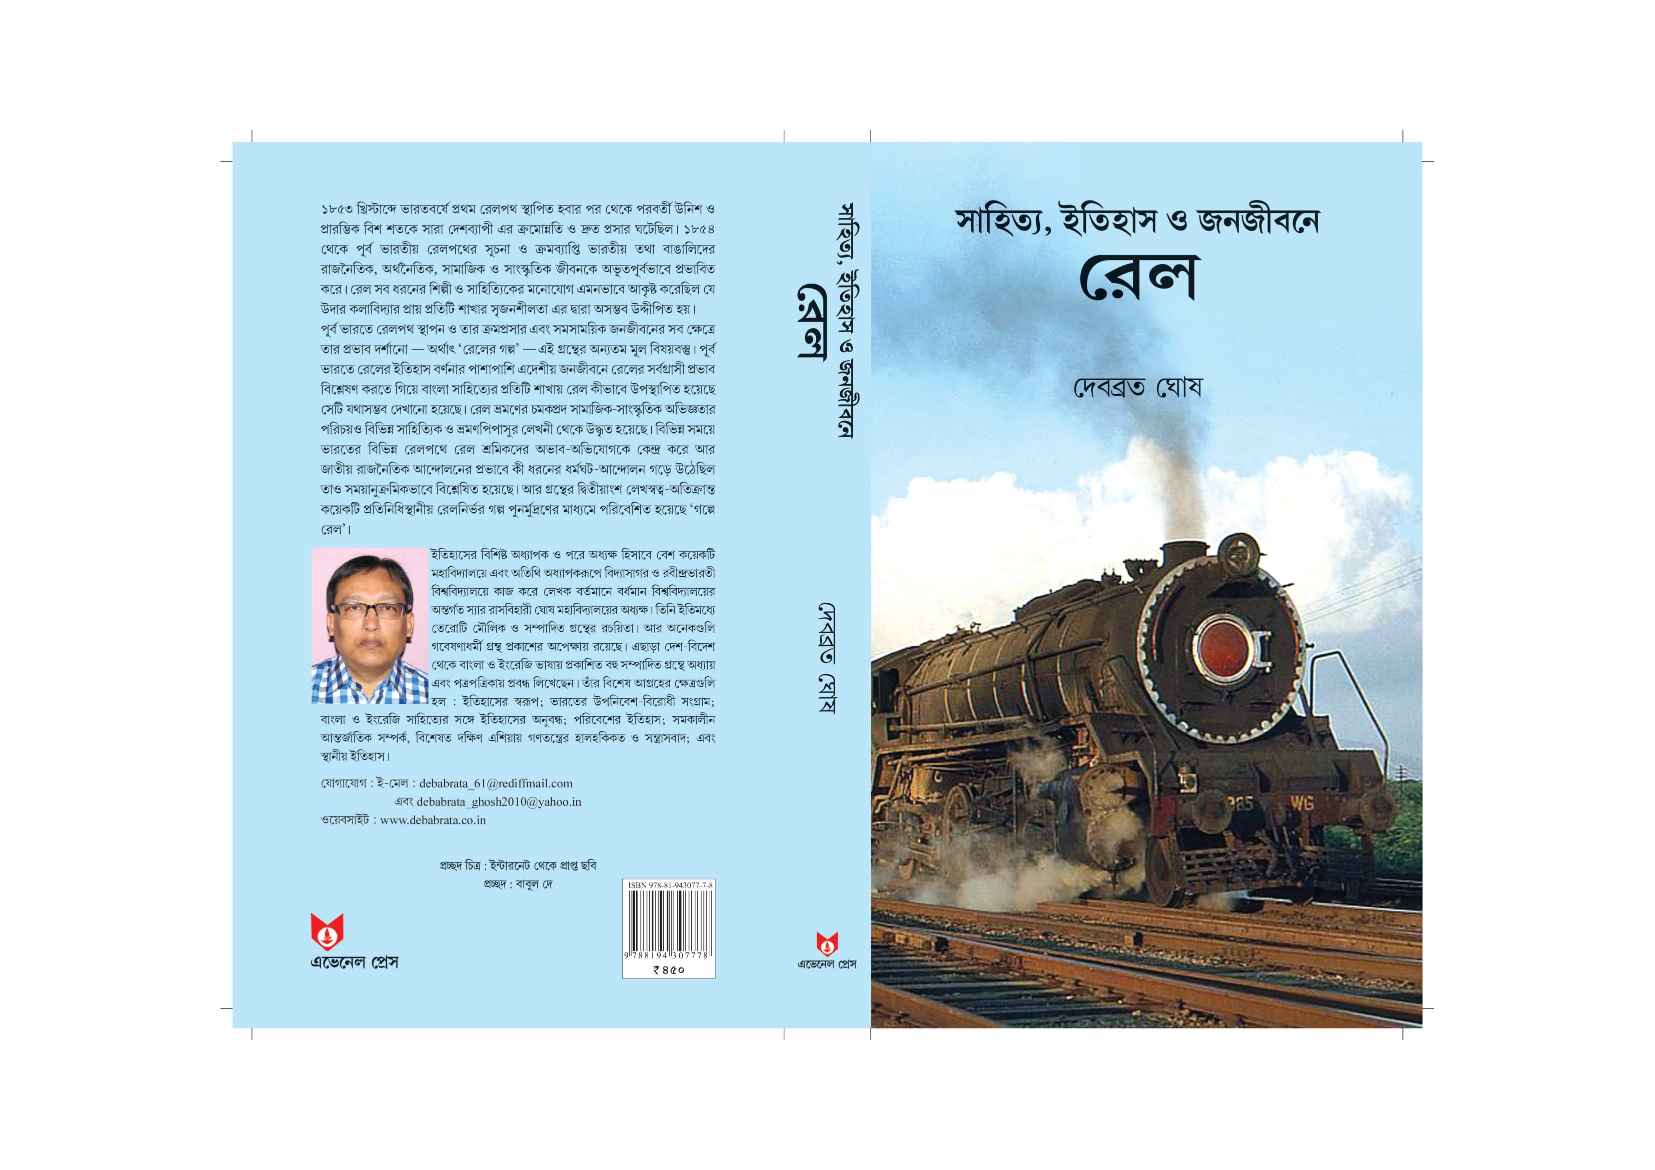 ১৮৫৩ খ্রিস্টাব্দে ভারতবর্ষে প্রথম রেলপথ স্থাপিত হবার পর থেকে পরবর্তী উনিশ ও
প্রারম্ভিক বিশ শতকে সারা দেশব্যাপী এর ক্রমোন্নতি ও দ্রুত প্রসার ঘটেছিল। ১৮৫৪
থেকে পূর্ব ভারতীয় রেলপথের সূচনা ও ক্রমব্যাপ্তি ভারতীয় তথা বাঙালিদের
রাজনৈতিক, অর্থনৈতিক, সামাজিক ও সাংস্কৃতিক জীবনকে অভূতপূর্বভাবে প্রভাবিত
করে। রেল সব ধরনের শিল্পী ও সাহিত্যিকের মনোযোগ এমনভাবে আকৃষ্ট করেছিল যে
উদার কলাবিদ্যার প্রায় প্রতিটি শাখার সৃজনশীলতা এর দ্বারা অসম্ভব উদ্দীপিত হয়।
পূর্ব ভারতে রেলপথ স্থাপন ও তার ক্রমপ্রসার এবং সমসাময়িক জনজীবনের সব ক্ষেত্রে
তার প্রভাব দর্শানো — অর্থাৎ ‘রেলের গল্প’ — এই গ্রন্থের অন্যতম মূল বিষয়বস্তু। পূর্ব
ভারতে রেলের ইতিহাস বর্ণনার পাশাপাশি এদেশীয় জনজীবনে রেলের সর্বগ্রাসী প্রভাব
বিশ্লেষণ করতে গিয়ে বাংলা সাহিত্যের প্রতিটি শাখায় রেল কীভাবে উপস্থাপিত হয়েছে
সেটি যথাসম্ভব দেখানো হয়েছে। রেল ভ্রমণের চমকপ্রদ সামাজিক-সাংস্কৃতিক অভিজ্ঞতার
পরিচয়ও বিভিন্ন সাহিত্যিক ও ভ্রমণপিপাসুর লেখনী থেকে উদ্ধৃত হয়েছে। বিভিন্ন সময়ে
ভারতের বিভিন্ন রেলপথে রেল শ্রমিকদের অভাব-অভিযোগকে কেন্দ্র করে আর
জাতীয় রাজনৈতিক আন্দোলনের প্রভাবে কী ধরনের ধর্মঘট-আন্দোলন গড়ে উঠেছিল
তাও সময়ানুক্রমিকভাবে বিশ্লেষিত হয়েছে। আর গ্রন্থের দ্বিতীয়াংশ লেখস্বত্ব-অতিক্রান্ত
কয়েকটি প্রতিনিধিস্থানীয় রেলনির্ভর গল্প পুনর্মুদ্রণের মাধ্যমে পরিবেশিত হয়েছে ‘গল্পে
রেল’।
ইতিহাসের বিশিষ্ট অধ্যাপক ও পরে অধ্যক্ষ হিসাবে বেশ কয়েকটি
মহাবিদ্যালয়ে এবং অতিথি অধ্যাপকরূপে বিদ্যাসাগর ও রবীন্দ্রভারতী
বিশ্ববিদ্যালয়ে কাজ করে লেখক বর্তমানে বর্ধমান বিশ্ববিদ্যালয়ের
অন্তর্গত স্যার রাসবিহারী ঘোষ মহাবিদ্যালয়ের অধ্যক্ষ। তিনি ইতিমধ্যে
তেরোটি মৌলিক ও সম্পাদিত গ্রন্থের রচয়িতা। আর অনেকগুলি
গবেষণাধর্মী গ্রন্থ প্রকাশের অপেক্ষায় রয়েছে। এছাড়া দেশ-বিদেশ
থেকে বাংলা ও ইংরেজি ভাষায় প্রকাশিত বহু সম্পাদিত গ্রন্থে অধ্যায়
এবং পত্রপত্রিকায় প্রবন্ধ লিখেছেন। তাঁর বিশেষ আগ্রহের ক্ষেত্রগুলি
হল : ইতিহাসের স্বরূপ; ভারতের উপনিবেশ-বিরোধী সংগ্রাম;
বাংলা ও ইংরেজি সাহিত্যের সঙ্গে ইতিহাসের অনুবন্ধ; পরিবেশের ইতিহাস; সমকালীন
আন্তর্জাতিক সম্পর্ক, বিশেষত দক্ষিণ এশিয়ায় গণতন্ত্রের হালহকিকত ও সন্ত্রাসবাদ; এবং
স্থানীয় ইতিহাস।
যোগাযোগ : ই-মেল : debabrata_61@rediffmail.com
এবং debabrata_ghosh2010@yahoo.in
ওয়েবসাইট : www.debabrata.co.in
প্রচ্ছদ চিত্র : ইন্টারনেট থেকে প্রাপ্ত ছবি
প্রচ্ছদ : বাবুল দে
এভেনেল প্রেস
ISBN 978-81-943077-7-8
9 788194 307778
₹ ৪৫০
সাহিত্য, ইতিহাস ও জনজীবনে
রেল
দেবব্রত ঘোষ
এভেনেল প্রেস
সাহিত্য, ইতিহাস ও জনজীবনে
রেল
দেবব্রত ঘোষ
WG